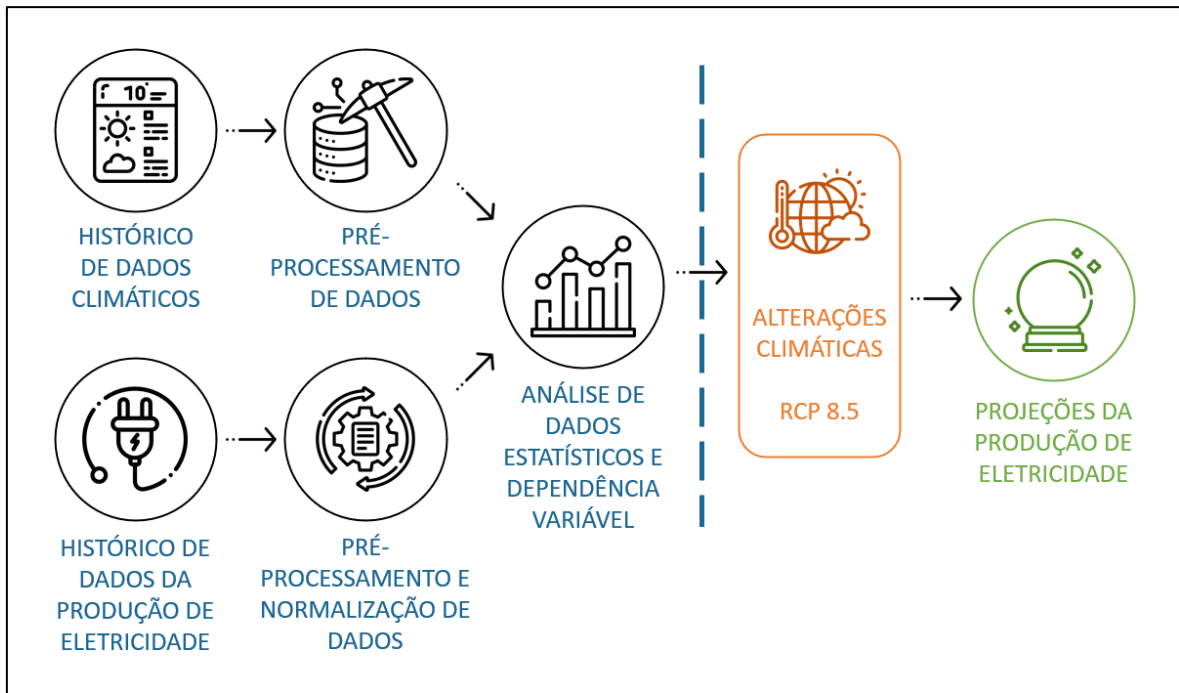 10
HISTÓRICO
DE DADOS
CLIMÁTICOS
PRÉ-
PROCESSAMENTO
DE DADOS
HISTÓRICO DE
DADOS DA
PRODUÇÃO DE
ELETRICIDADE
PRÉ-
PROCESSAMENTO E
NORMALIZAÇÃO DE
DADOS
ANÁLISE DE
DADOS
ESTATÍSTICOS E
DEPENDÊNCIA
VARIÁVEL
ALTERAÇÕES
CLIMÁTICAS
RCP 8.5
PROJEÇÕES DA
PRODUÇÃO DE
ELETRICIDADE